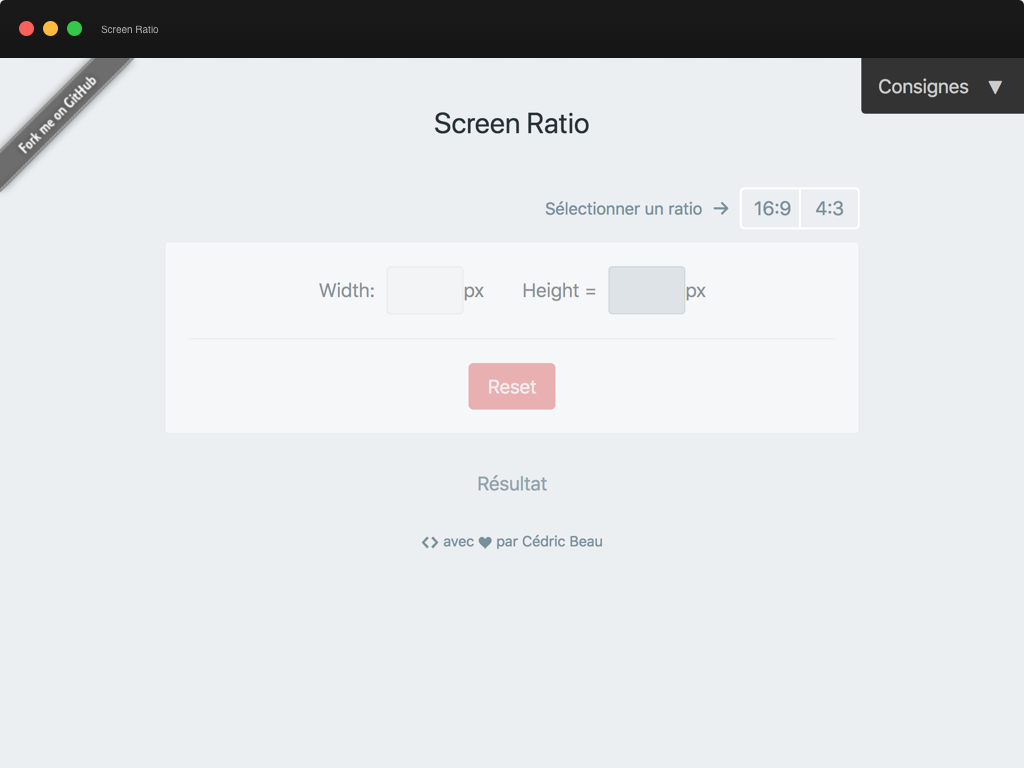 Screen Ratio
Fork me on GitHub
Consignes ▼
Screen Ratio
Sélectionner un ratio → 16:9 4:3
Width: px Height = px
Reset
Résultat
<> avec ♥ par Cédric Beau